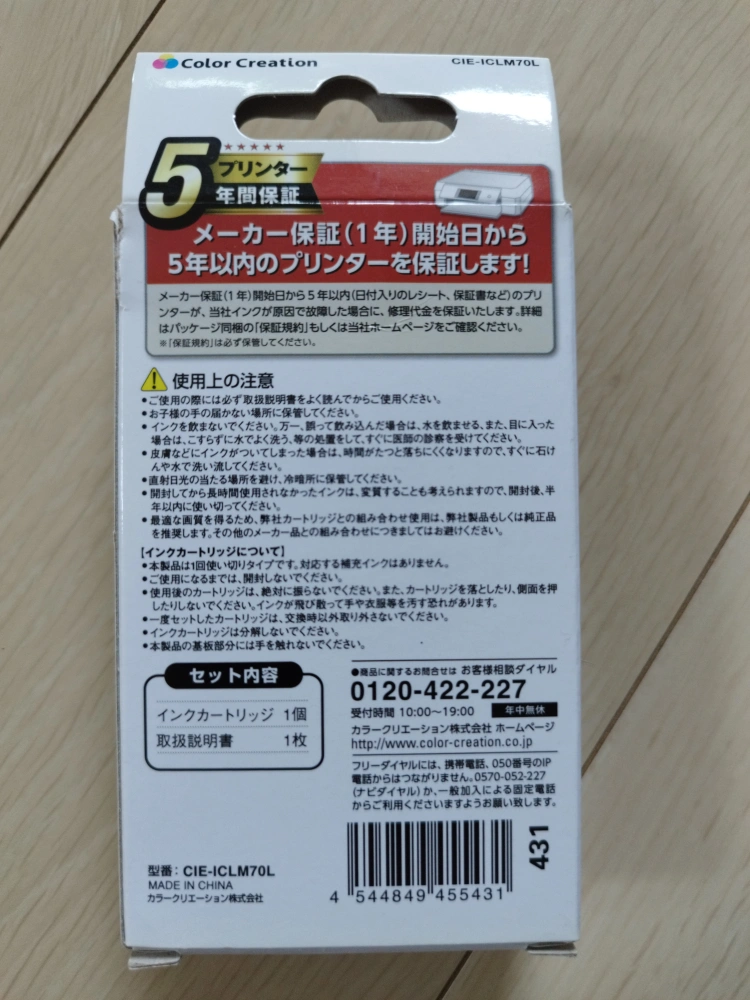 Color Creation
CIE-ICLM70L
★★★★★
5
プリンター
年間保証
メーカー保証(1年)開始日から
5年以内のプリンターを保証します!
メーカー保証(1年)開始日から5年以内(日付入りのレシート、保証書など)のプリ
ンターが、当社インクが原因で故障した場合に、修理代金を保証いたします。詳細
はパッケージ同梱の「保証規約」もしくは当社ホームページをご確認ください。
※「保証規約」は必ず保管してください。
使用上の注意
●ご使用の際には必ず取扱説明書をよく読んでからご使用ください。
●お子様の手の届かない場所に保管してください。
●インクを飲まないでください。万一、誤って飲み込んだ場合は、水を飲ませる、また、目に入った
場合は、こすらずに水でよく洗う、等の処置をして、すぐに医師の診察を受けてください。
●皮膚などにインクがついてしまった場合は、時間がたつと落ちにくくなりますので、すぐに石け
んや水で洗い流してください。
●直射日光の当たる場所を避け、冷暗所に保管してください。
●開封してから長時間使用されなかったインクは、変質することも考えられますので、開封後、半
年以内に使い切ってください。
●最適な画質を得るため、弊社カートリッジとの組み合わせ使用は、弊社製品もしくは純正品
を推奨します。その他のメーカー品との組み合わせにつきましてはお避けください。
【インクカートリッジについて】
●本製品は1回使い切りタイプです。対応する補充インクはありません。
●ご使用になるまでは、開封しないでください。
●使用後のカートリッジは、絶対に振らないでください。また、カートリッジを落としたり、側面を押
したりしないでください。インクが飛び散って手や衣服等を汚す恐れがあります。
●一度セットしたカートリッジは、交換時以外取り外さないでください。
●インクカートリッジは分解しないでください。
●本製品の基板部分には手を触れないでください。
セット内容
インクカートリッジ 1個
取扱説明書 1枚
●商品に関するお問合せは お客様相談ダイヤル
0120-422-227
受付時間 10:00〜19:00 年中無休
カラークリエーション株式会社 ホームページ
http://www.color-creation.co.jp
フリーダイヤルには、携帯電話、050番号のIP
電話からはつながりません。0570-052-227
(ナビダイヤル)か、一般加入による固定電話
からご利用くださいますようお願い致します。
431
型番:CIE-ICLM70L
MADE IN CHINA
カラークリエーション株式会社
4 544849 455431